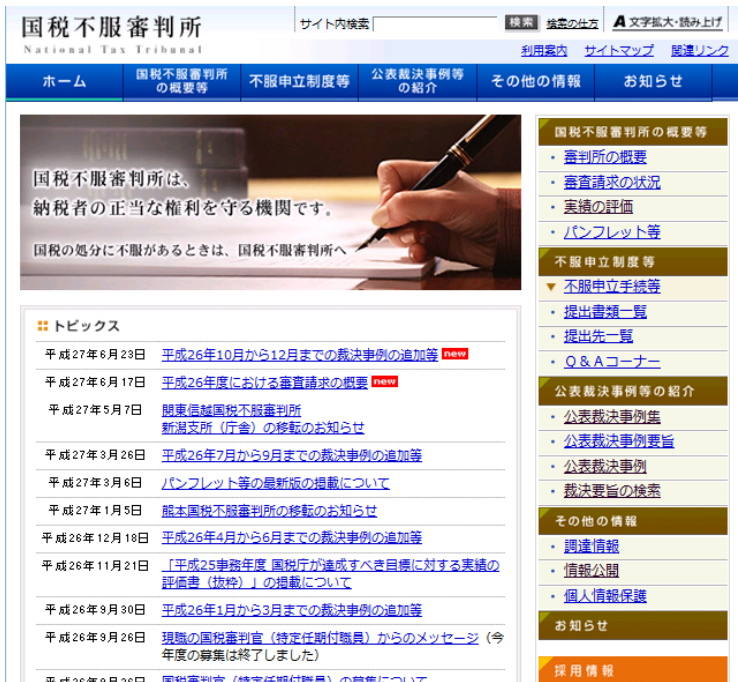 国税不服審判所
National Tax Tribunal
サイト内検索
検索
検索の仕方
A 文字拡大・読み上げ
利用案内 サイトマップ 関連リンク
ホーム
国税不服審判所
の概要等
不服申立制度等
公表裁決事例等
の紹介
その他の情報
お知らせ
国税不服審判所は、
納税者の正当な権利を守る機関です。
国税の処分に不服があるときは、国税不服審判所へ
トピックス
平成27年6月23日 平成26年10月から12月までの裁決事例の追加等 new
平成27年6月17日 平成26年度における審査請求の概要 new
平成27年5月7日 関東信越国税不服審判所
新潟支所（庁舎）の移転のお知らせ
平成27年3月26日 平成26年7月から9月までの裁決事例の追加等
平成27年3月6日 パンフレット等の最新版の掲載について
平成27年1月5日 熊本国税不服審判所の移転のお知らせ
平成26年12月18日 平成26年4月から6月までの裁決事例の追加等
平成26年11月21日 「平成25事務年度 国税庁が達成すべき目標に対する実績の
評価書（抜粋）」の掲載について
平成26年9月30日 平成26年1月から3月までの裁決事例の追加等
平成26年9月26日 現職の国税審判官（特定任期付職員）からのメッセージ（今
年度の募集は終了しました）
平成26年9月26日 国税審判官（特定任期付職員）の募集について
国税不服審判所の概要等
・審判所の概要
・審査請求の状況
・実績の評価
・パンフレット等
不服申立制度等
▼ 不服申立手続等
・提出書類一覧
・提出先一覧
・Q&Aコーナー
公表裁決事例等の紹介
・公表裁決事例集
・公表裁決事例要旨
・公表裁決事例
・裁決要旨の検索
その他の情報
・調達情報
・情報公開
・個人情報保護
お知らせ
採用情報